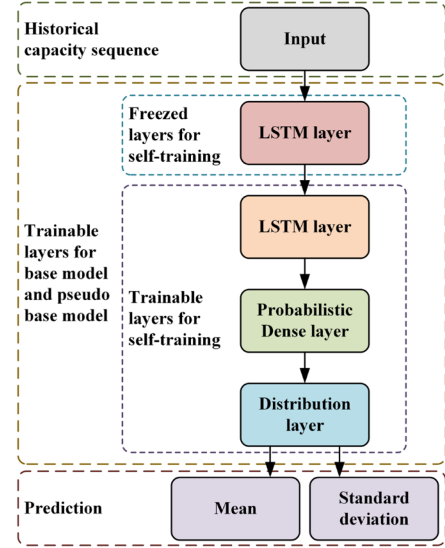 Historical
capacity sequence
Input
Freezed
layers for
self-training
LSTM layer
Trainable
layers for
base model
and pseudo
base model
Trainable
layers for
self-training
LSTM layer
Probabilistic
Dense layer
Distribution
layer
Prediction
Mean
Standard
deviation